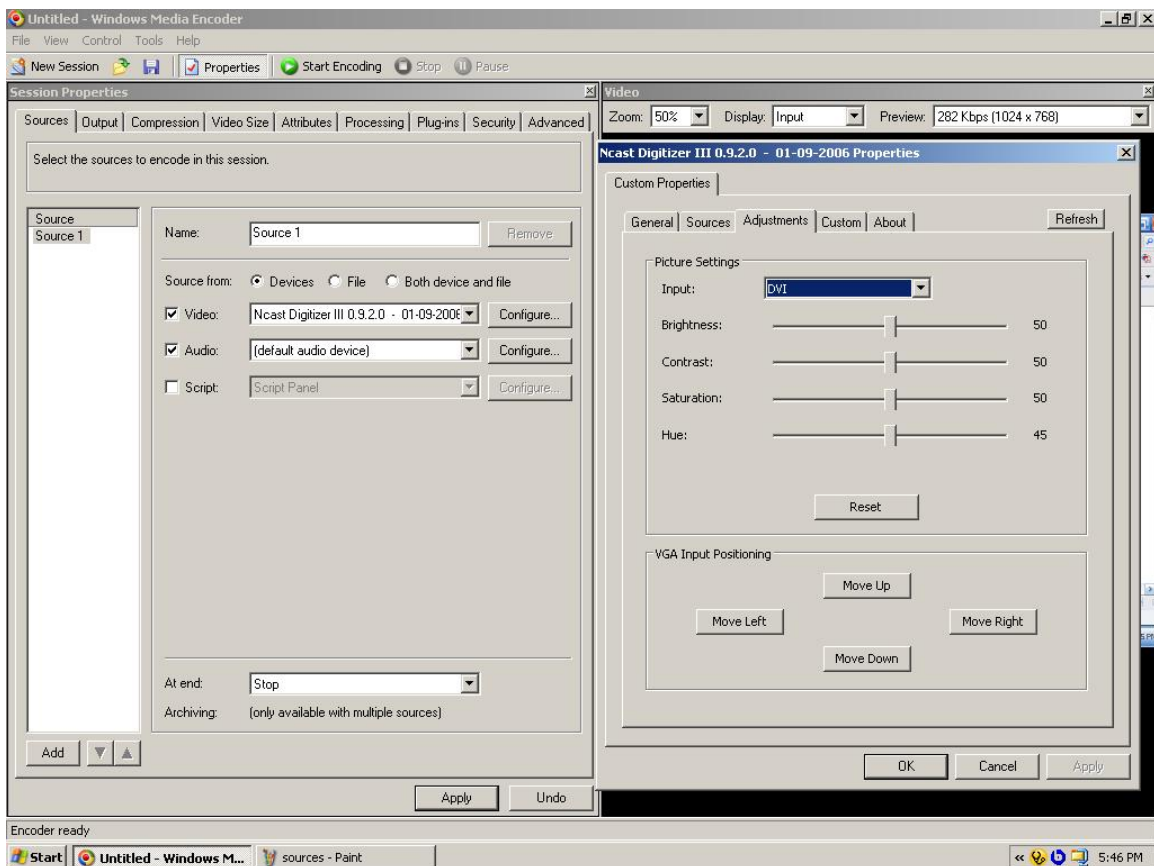 Untitled - Windows Media Encoder
File View Control Tools Help
New Session Properties Start Encoding Stop Pause
Session Properties
Sources Output Compression Video Size Attributes Processing Plug-ins Security Advanced
Select the sources to encode in this session.
Source
Source 1
Name: Source 1 Remove
Source from: Devices File Both device and file
Video: Ncast Digitizer III 0.9.2.0 - 01-09-2006 Configure...
Audio: (default audio device) Configure...
Script: Script Panel Configure...
At end: Stop
Archiving: (only available with multiple sources)
Add
Apply Undo
Video
Zoom: 50% Display: Input Preview: 282 Kbps (1024 x 768)
Ncast Digitizer III 0.9.2.0 - 01-09-2006 Properties
Custom Properties
General Sources Adjustments Custom About Refresh
Picture Settings
Input: DVI
Brightness: 50
Contrast: 50
Saturation: 50
Hue: 45
Reset
VGA Input Positioning
Move Up
Move Left Move Right
Move Down
OK Cancel Apply
Encoder ready
Start Untitled - Windows M... sources - Paint « 5:46 PM